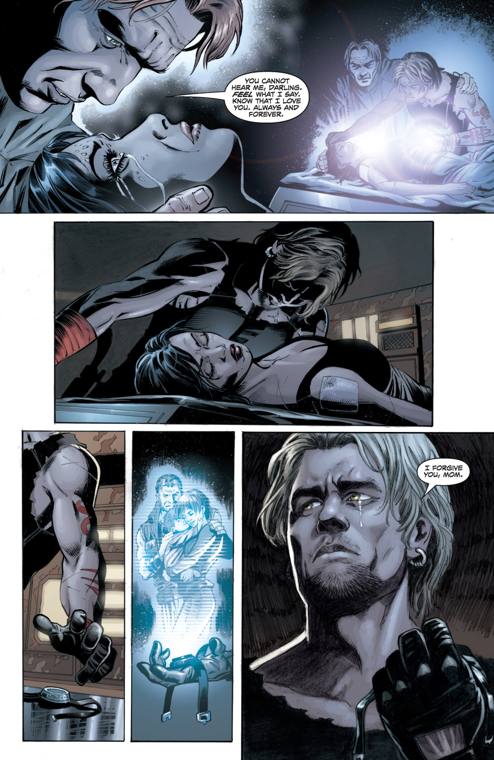 YOU CANNOT
HEAR ME, DARLING.
FEEL WHAT I SAY.
KNOW THAT I LOVE
YOU. ALWAYS AND
FOREVER.
I FORGIVE
YOU, MOM.